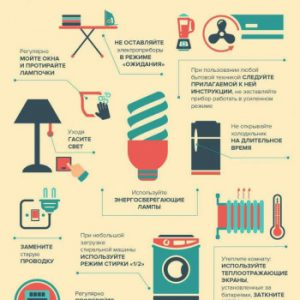 Регулярно
МОЙТЕ ОКНА
И ПРОТИРАЙТЕ
ЛАМПОЧКИ
НЕ ОСТАВЛЯЙТЕ
ЭЛЕКТРОПРИБОРЫ
В РЕЖИМЕ
«ОЖИДАНИЯ»
При пользовании любой
бытовой техникой СЛЕДУЙТЕ
ПРИЛАГАЕМОЙ К НЕЙ
ИНСТРУКЦИИ, не заставляйте
прибор работать в усиленном
режиме
Уходя
ГАСИТЕ
СВЕТ
Не открывайте
холодильник
НА ДЛИТЕЛЬНОЕ
ВРЕМЯ
Используйте
ЭНЕРГОСБЕРЕГАЮЩИЕ
ЛАМПЫ
ЗАМЕНИТЕ
старую
ПРОВОДКУ
При небольшой
загрузке
стиральной машины
ИСПОЛЬЗУЙТЕ
РЕЖИМ СТИРКИ «1/2»
Утеплите комнату:
ИСПОЛЬЗУЙТЕ
ТЕПЛООТРАЖАЮЩИЕ
ЭКРАНЫ,
установленные за
батареями, ЗАТКНИТЕ
Регулярно